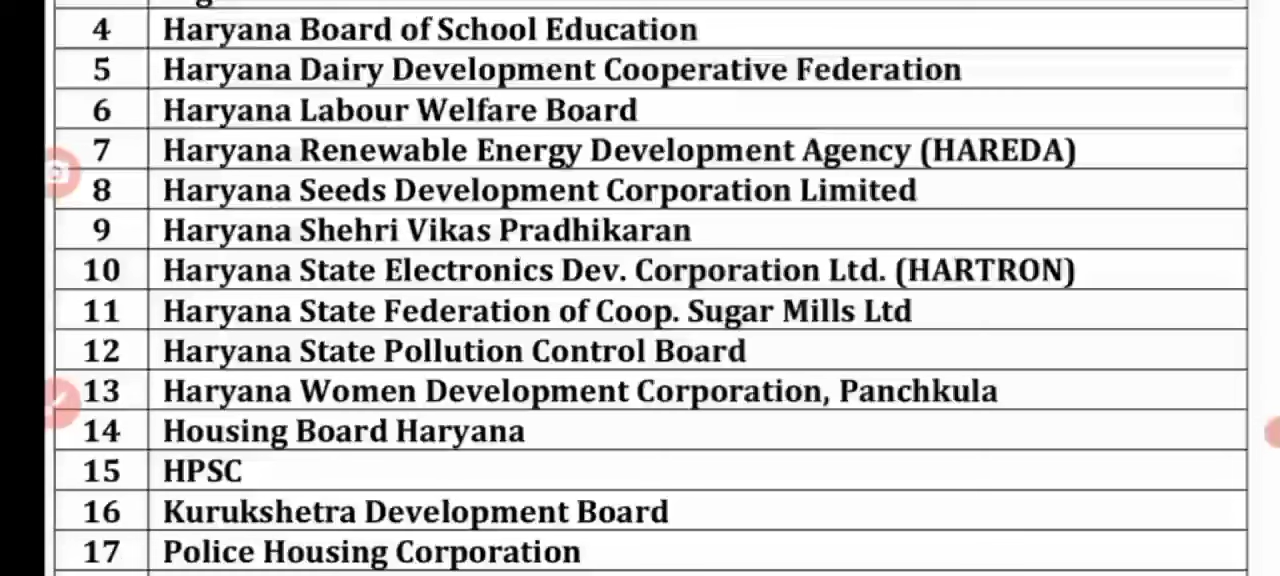 4 Haryana Board of School Education
5 Haryana Dairy Development Cooperative Federation
6 Haryana Labour Welfare Board
7 Haryana Renewable Energy Development Agency (HAREDA)
8 Haryana Seeds Development Corporation Limited
9 Haryana Shehri Vikas Pradhikaran
10 Haryana State Electronics Dev. Corporation Ltd. (HARTRON)
11 Haryana State Federation of Coop. Sugar Mills Ltd
12 Haryana State Pollution Control Board
13 Haryana Women Development Corporation, Panchkula
14 Housing Board Haryana
15 HPSC
16 Kurukshetra Development Board
17 Police Housing Corporation